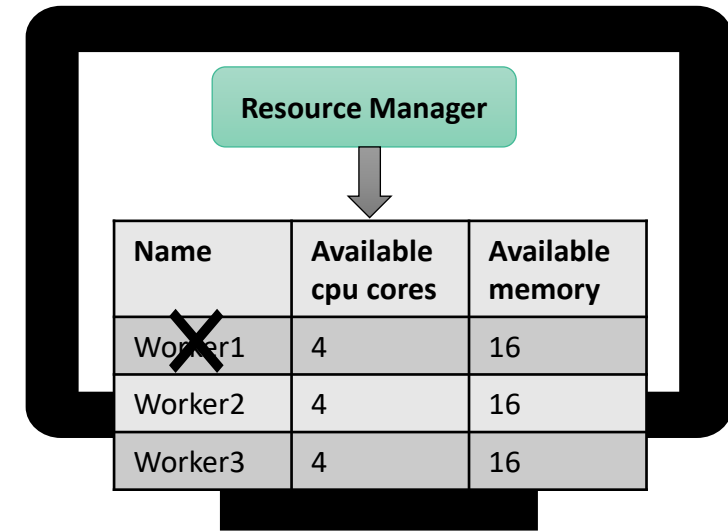 Resource Manager
Name Available cpu cores Available memory
Worker1 4 16
Worker2 4 16
Worker3 4 16